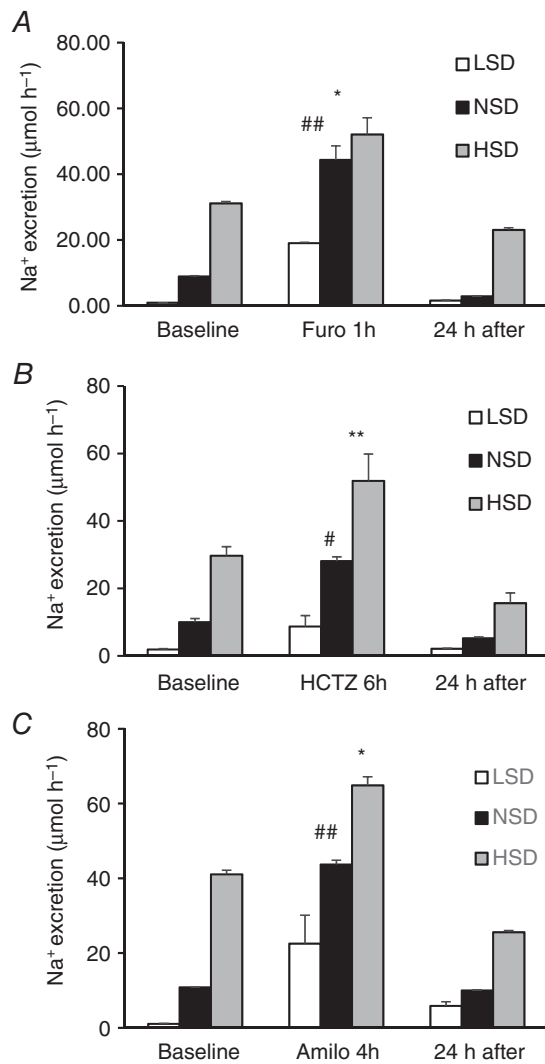 A
80.00
60.00
40.00
20.00
0.00
Na⁺ excretion (µmol h⁻¹)
LSD
NSD
HSD
##
*
Baseline
Furo 1h
24 h after
B
80
60
40
20
0
Na⁺ excretion (µmol h⁻¹)
LSD
NSD
HSD
#
**
Baseline
HCTZ 6h
24 h after
C
80
60
40
20
0
Na⁺ excretion (µmol h⁻¹)
LSD
NSD
HSD
##
*
Baseline
Amilo 4h
24 h after